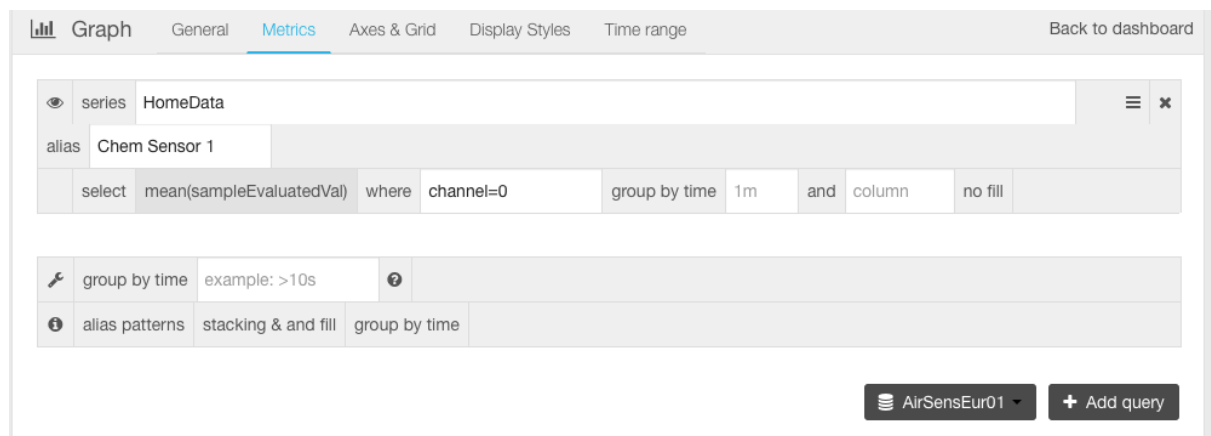 Graph General Metrics Axes & Grid Display Styles Time range Back to dashboard
series HomeData
alias Chem Sensor 1
select mean(sampleEvaluatedVal) where channel=0 group by time 1m and column no fill
group by time example: >10s
alias patterns stacking & and fill group by time
AirSensEur01 + Add query